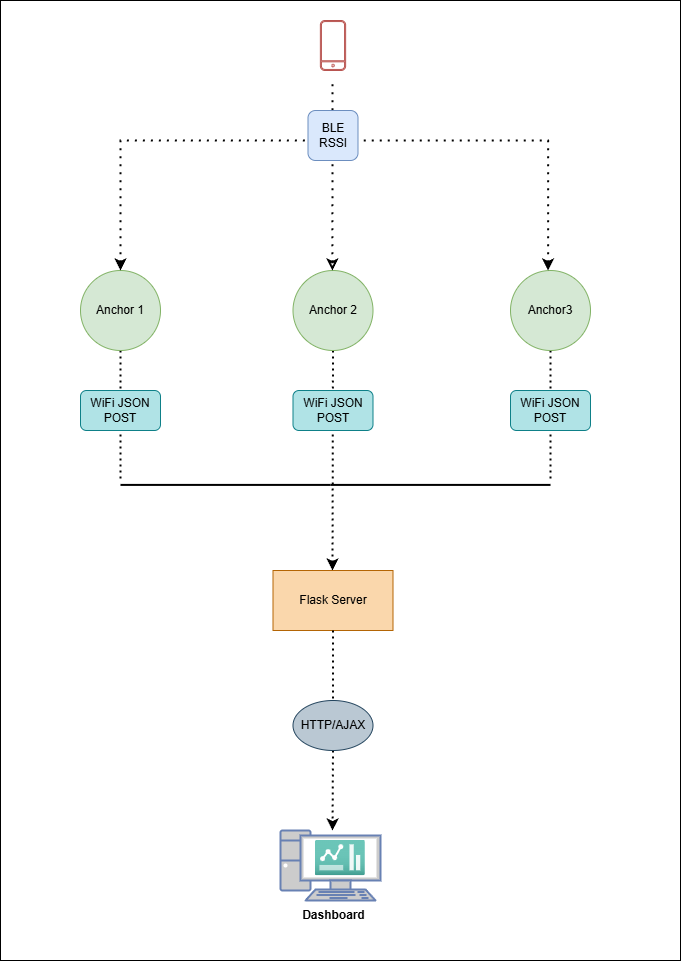 BLE
RSSI
Anchor 1
Anchor 2
Anchor3
WiFi JSON
POST
WiFi JSON
POST
WiFi JSON
POST
Flask Server
HTTP/AJAX
Dashboard